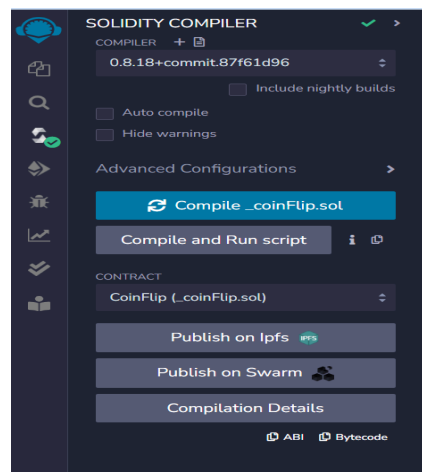 SOLIDITY COMPILER
COMPILER
0.8.18+commit.87f61d96
Include nightly builds
Auto compile
Hide warnings
Advanced Configurations
Compile _coinFlip.sol
Compile and Run script
CONTRACT
CoinFlip (_coinFlip.sol)
Publish on Ipfs IPFS
Publish on Swarm
Compilation Details
ABI Bytecode